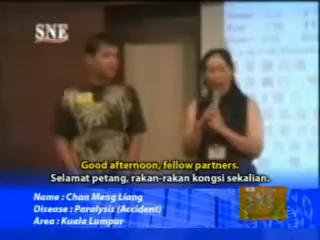 SNE
Good afternoon, fellow partners.
Selamat petang, rakan-rakan kongsi sekalian.
Name : Chan Meng Liang
Disease : Paralysis (Accident)
Area : Kuala Lumpur